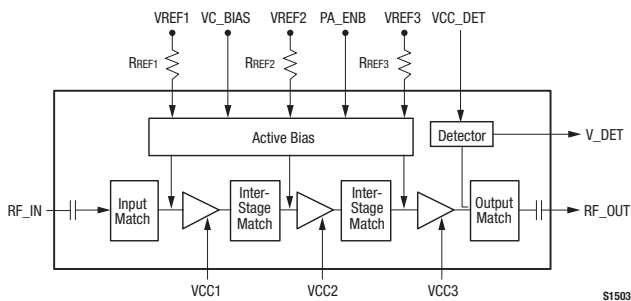 VREF1 VC_BIAS VREF2 PA_ENB VREF3 VCC_DET
RREF1 RREF2 RREF3
Active Bias
Detector
V_DET
RF_IN
Input
Match
Inter-
Stage
Match
Inter-
Stage
Match
Output
Match
RF_OUT
VCC1 VCC2 VCC3
S1503